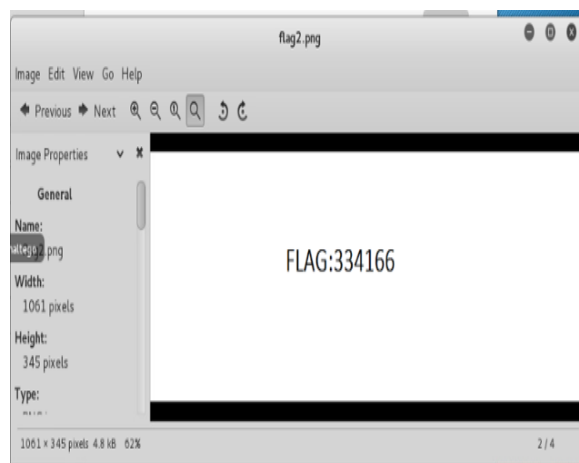 flag2.png
Image Edit View Go Help
Previous Next
Image Properties
General
Name:
.png
Width:
1061 pixels
Height:
345 pixels
Type:
FLAG:334166
1061 × 345 pixels 4.8 kB 62%
2 / 4